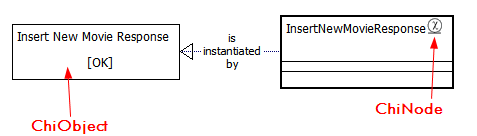 Insert New Movie Response
[OK]
is
instantiated
by
InsertNewMovieResponse
χ
ChiObject
ChiNode